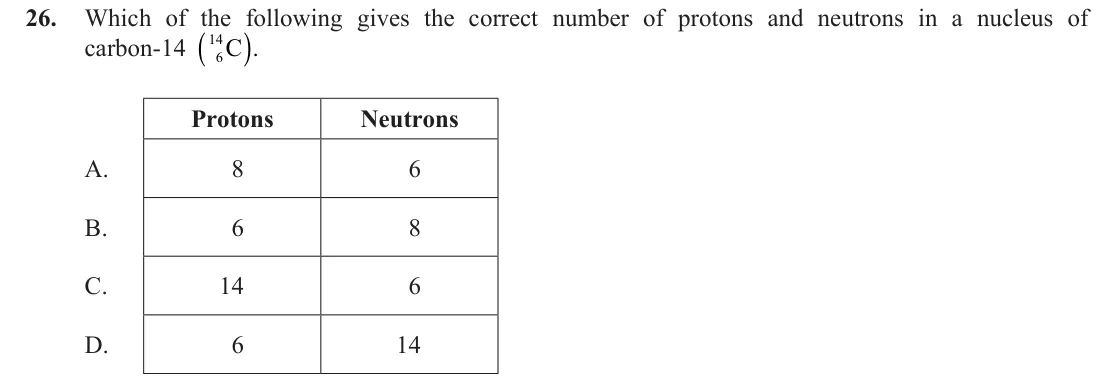 26. Which of the following gives the correct number of protons and neutrons in a nucleus of
carbon-14 (¹⁴₆C).
Protons Neutrons
A. 8 6
B. 6 8
C. 14 6
D. 6 14